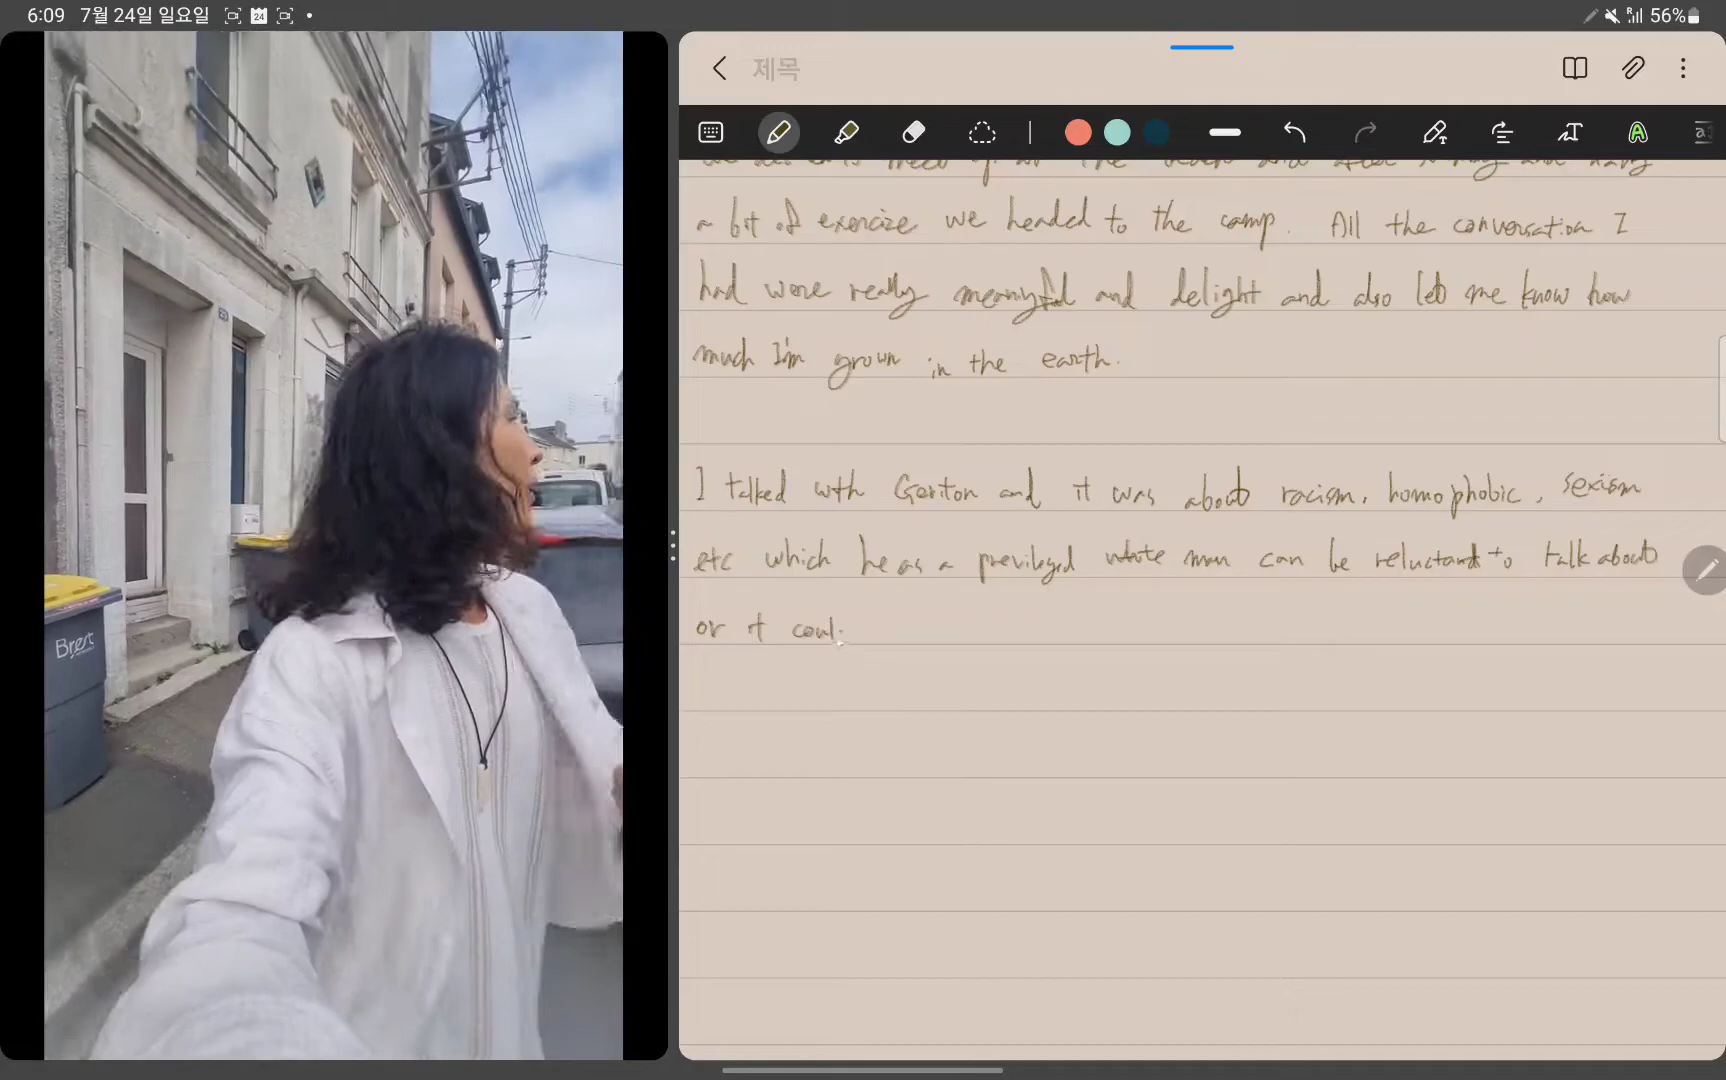 6:09 7월 24일 일요일
24
56%
제목
a bit of exercize we headed to the camp. All the conversation I
had were really meanyful and delight and also let me know how
much I'm grown in the earth.
I talked with and it was about racism, homophobic, sexism
etc which he as a previleged white man can be reluctant to talk about
or it coul
Brest